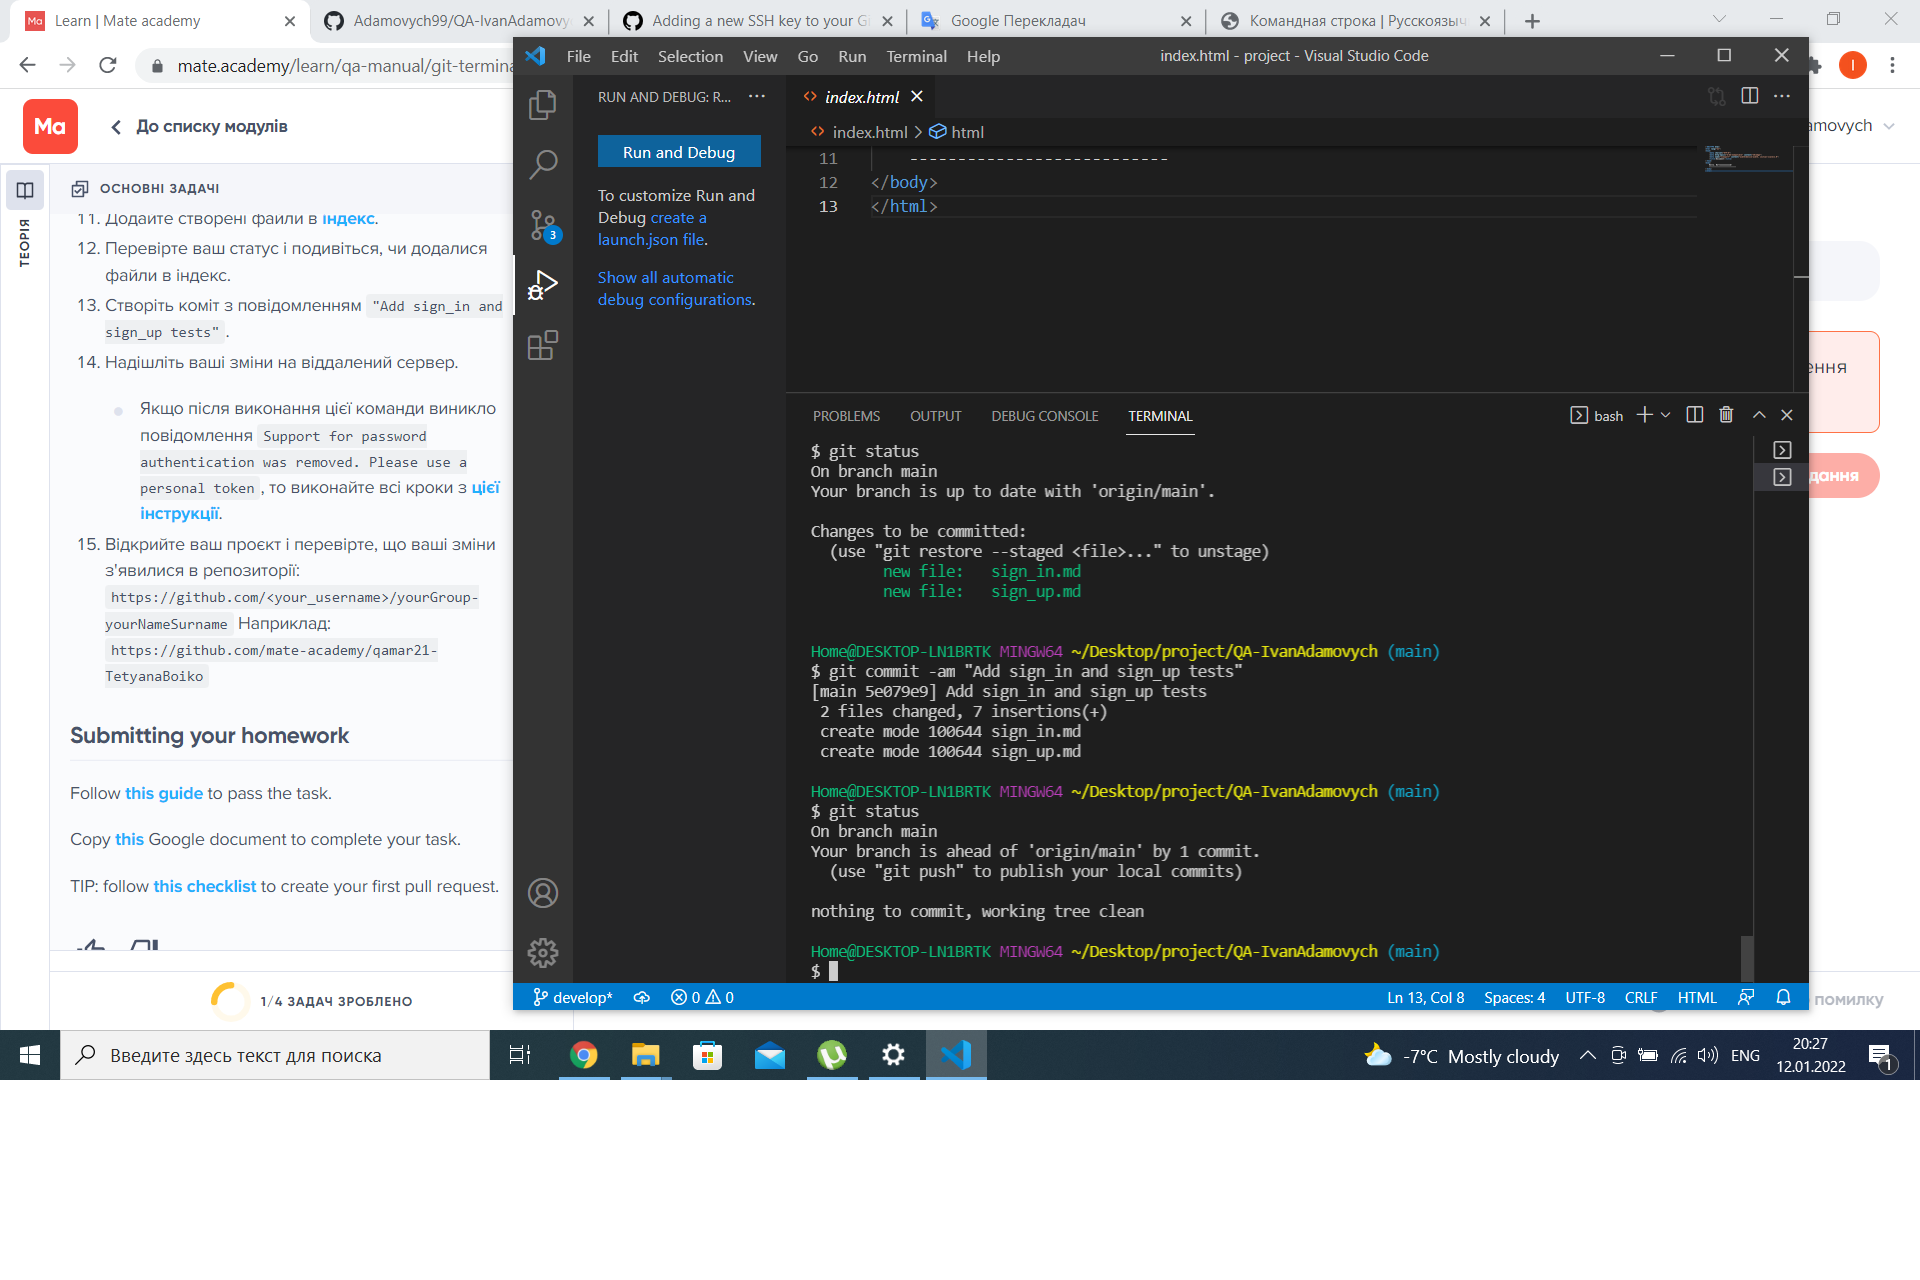 Learn | Mate academy
Adamovych99/QA-IvanAdamovy
Adding a new SSH key to your Gi
Google Перекладач
Командная строка | Русскоязыч
mate.academy/learn/qa-manual/git-termina
File Edit Selection View Go Run Terminal Help
index.html - project - Visual Studio Code
Ma
До списку модулів
amovych
ТЕОРІЯ
ОСНОВНІ ЗАДАЧІ
11. Додайте створені файли в індекс.
12. Перевірте ваш статус і подивіться, чи додалися
файли в індекс.
13. Створіть коміт з повідомленням "Add sign_in and
sign_up tests" .
14. Надішліть ваші зміни на віддалений сервер.
Якщо після виконання цієї команди виникло
повідомлення Support for password
authentication was removed. Please use a
personal token , то виконайте всі кроки з цієї
інструкції.
15. Відкрийте ваш проєкт і перевірте, що ваші зміни
з'явилися в репозиторії:
https://github.com/<your_username>/yourGroup-
yourNameSurname Наприклад:
https://github.com/mate-academy/qamar21-
TetyanaBoiko
Submitting your homework
Follow this guide to pass the task.
Copy this Google document to complete your task.
TIP: follow this checklist to create your first pull request.
1/4 ЗАДАЧ ЗРОБЛЕНО
RUN AND DEBUG: R... ···
Run and Debug
To customize Run and
Debug create a
launch.json file.
Show all automatic
debug configurations.
3
index.html
index.html > html
11 ----------------------------
12 </body>
13 </html>
PROBLEMS OUTPUT DEBUG CONSOLE TERMINAL
bash
$ git status
On branch main
Your branch is up to date with 'origin/main'.
Changes to be committed:
(use "git restore --staged <file>..." to unstage)
new file: sign_in.md
new file: sign_up.md
Home@DESKTOP-LN1BRTK MINGW64 ~/Desktop/project/QA-IvanAdamovych (main)
$ git commit -am "Add sign_in and sign_up tests"
[main 5e079e9] Add sign_in and sign_up tests
2 files changed, 7 insertions(+)
create mode 100644 sign_in.md
create mode 100644 sign_up.md
Home@DESKTOP-LN1BRTK MINGW64 ~/Desktop/project/QA-IvanAdamovych (main)
$ git status
On branch main
Your branch is ahead of 'origin/main' by 1 commit.
(use "git push" to publish your local commits)
nothing to commit, working tree clean
Home@DESKTOP-LN1BRTK MINGW64 ~/Desktop/project/QA-IvanAdamovych (main)
$
develop* 0 0
Ln 13, Col 8 Spaces: 4 UTF-8 CRLF HTML
I
ення
дання
помилку
Введите здесь текст для поиска
-7°C Mostly cloudy
ENG
20:27
12.01.2022
1